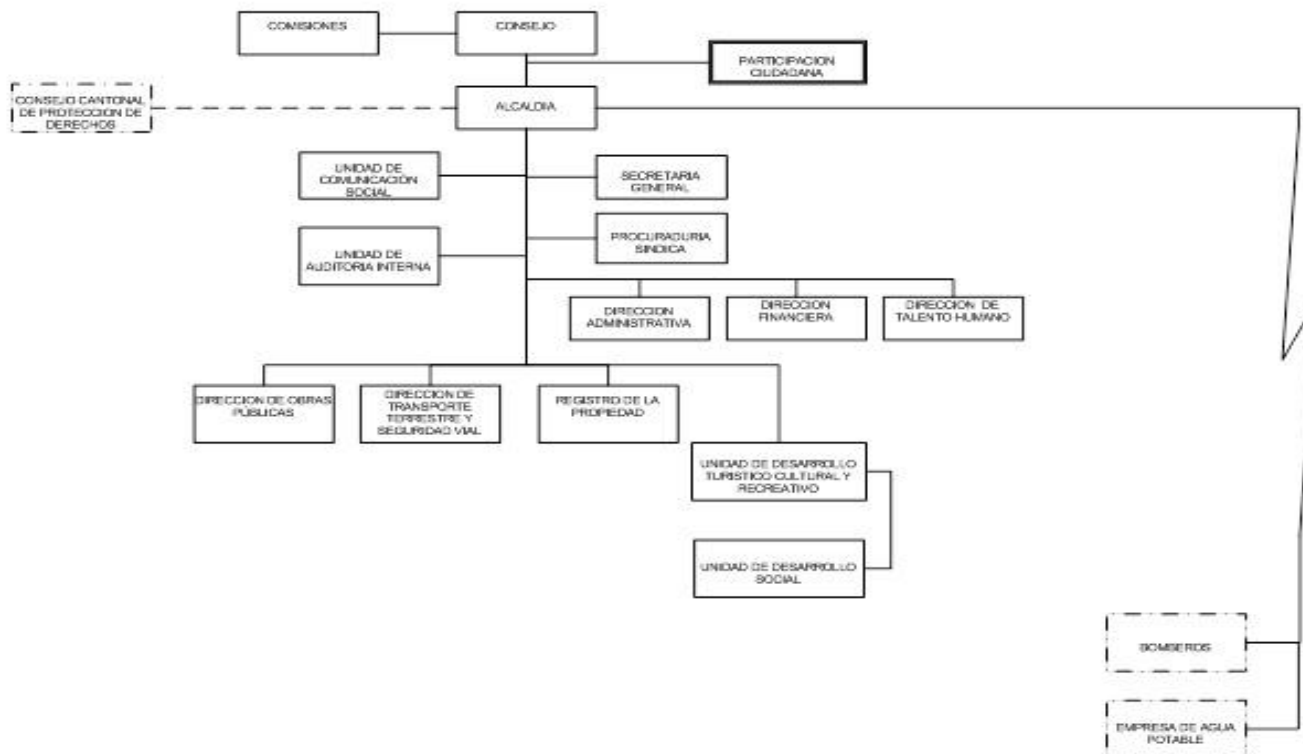 COMISIONES
CONSEJO
PARTICIPACION
CIUDADANA
CONSEJO CANTONAL
DE PROTECCION DE
DERECHOS
ALCALDIA
UNIDAD DE
COMUNICACIÓN
SOCIAL
SECRETARIA
GENERAL
UNIDAD DE
AUDITORIA INTERNA
PROCURADURIA
SINDICA
DIRECCION
ADMINISTRATIVA
DIRECCION
FINANCIERA
DIRECCION DE
TALENTO HUMANO
DIRECCION DE OBRAS
PÚBLICAS
DIRECCION DE
TRANSPORTE
TERRESTRE Y
SEGURIDAD VIAL
REGISTRO DE LA
PROPIEDAD
UNIDAD DE DESARROLLO
TURISTICO CULTURAL Y
RECREATIVO
UNIDAD DE DESARROLLO
SOCIAL
BOMBEROS
EMPRESA DE AGUA
POTABLE